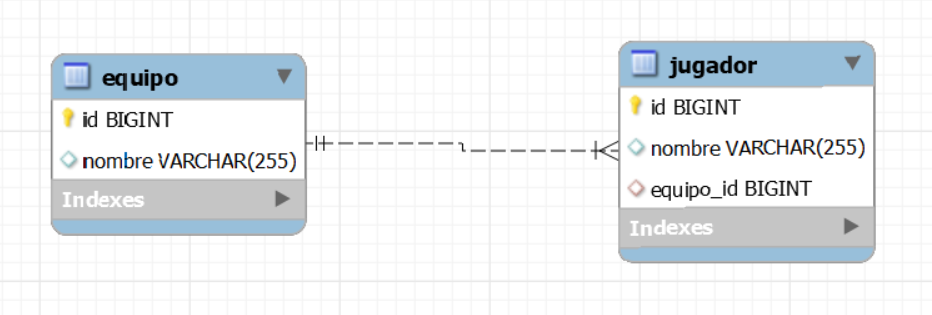 equipo
id BIGINT
nombre VARCHAR(255)
Indexes
jugador
id BIGINT
nombre VARCHAR(255)
equipo_id BIGINT
Indexes